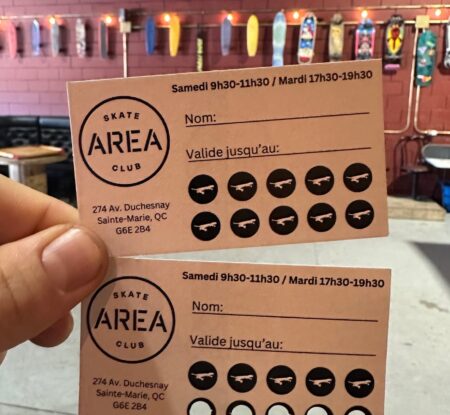 Samedi 9h30-11h30 / Mardi 17h30-19h30
SKATE
AREA
CLUB
Nom:
Valide jusqu'au:
274 Av. Duchesnay
Sainte-Marie, QC
G6E 2B4
Samedi 9h30-11h30 / Mardi 17h30-19h30
SKATE
AREA
CLUB
Nom:
Valide jusqu'au:
274 Av. Duchesnay
Sainte-Marie, QC
G6E 2B4